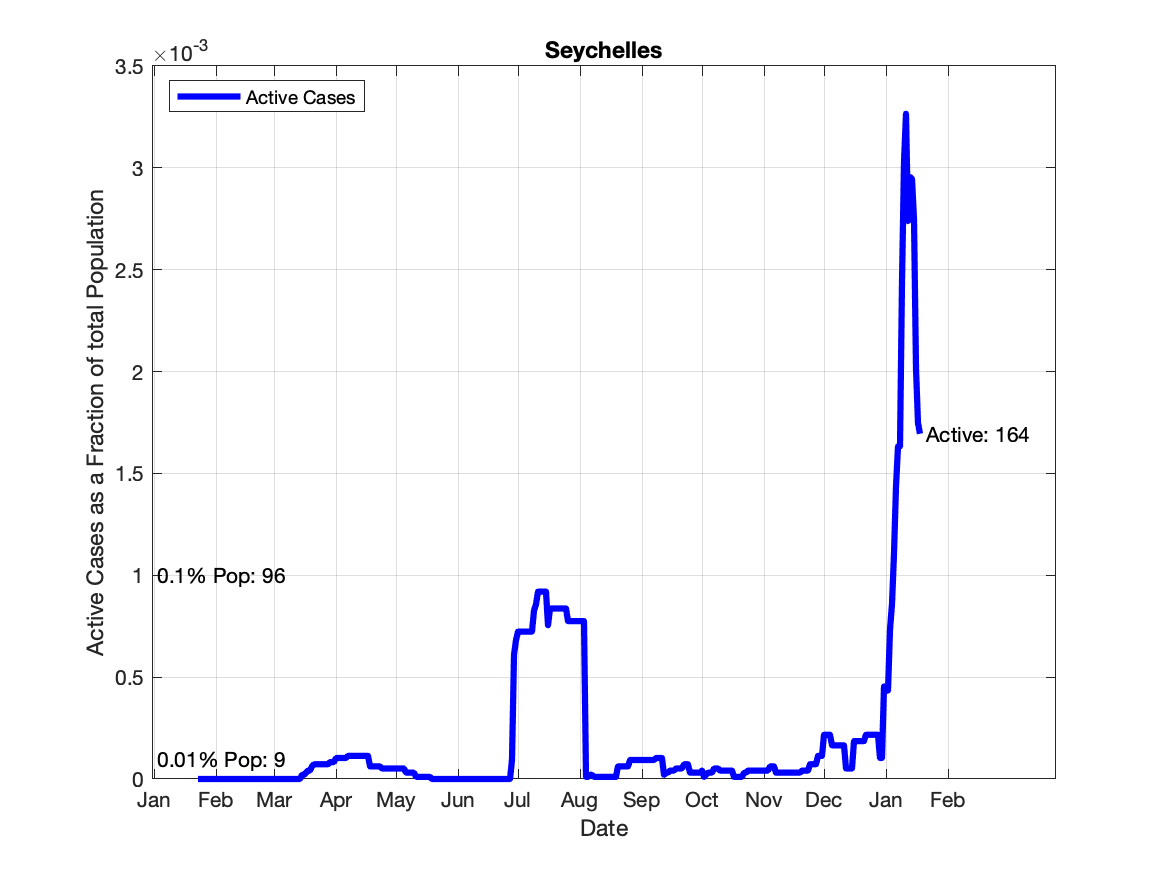 Seychelles
×10-3
3.5
3
2.5
2
1.5
1
0.5
0
Active Cases as a Fraction of total Population
Active Cases
Active: 164
0.1% Pop: 96
0.01% Pop: 9
Jan Feb Mar Apr May Jun Jul Aug Sep Oct Nov Dec Jan Feb
Date